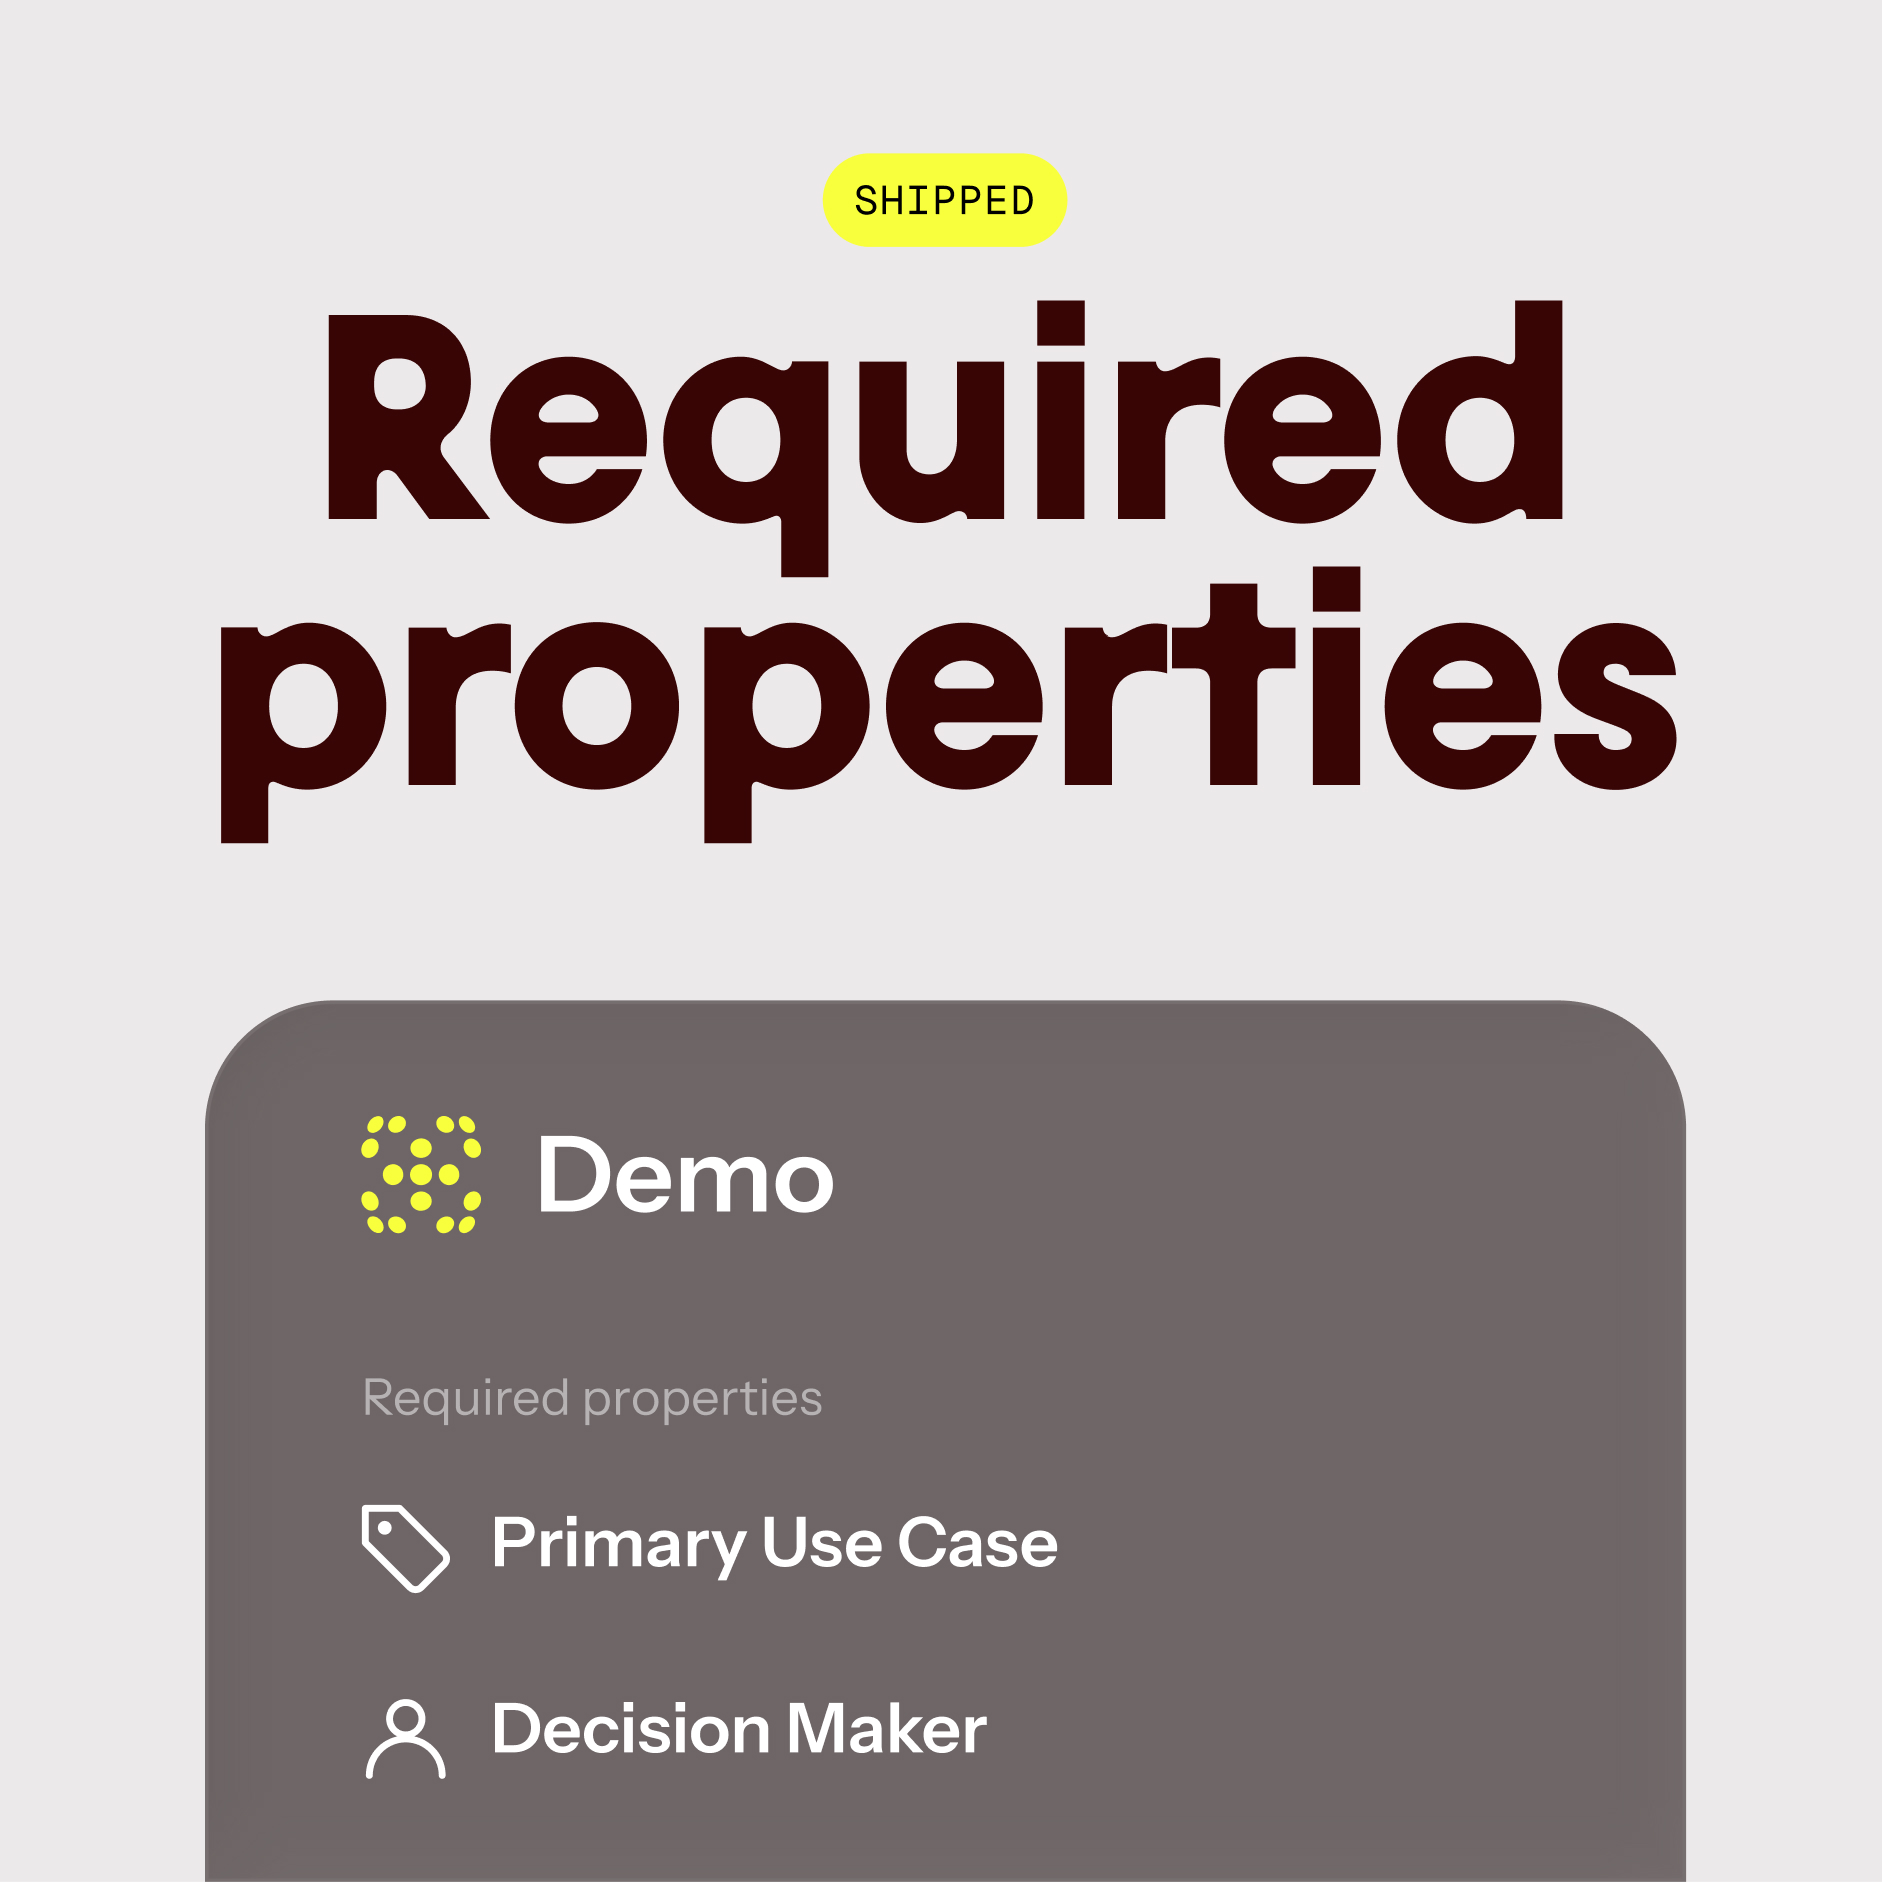 SHIPPED
Required
properties
Demo
Required properties
Primary Use Case
Decision Maker